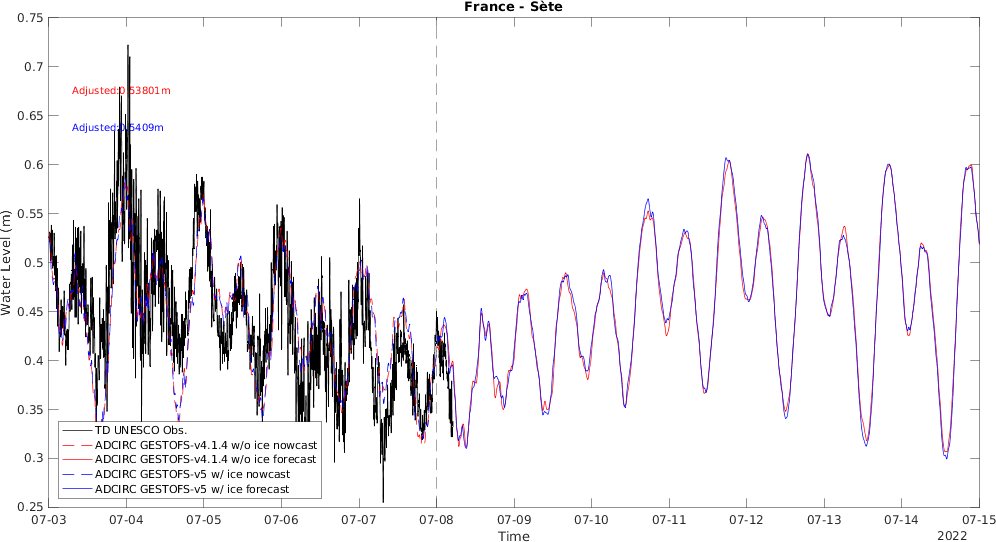 France - Sète
0.75
0.7
0.65
0.6
0.55
0.5
0.45
0.4
0.35
0.3
0.25
Water Level (m)
Adjusted:0.53801m
Adjusted:0.5409m
TD UNESCO Obs.
ADCIRC GESTOFS-v4.1.4 w/o ice nowcast
ADCIRC GESTOFS-v4.1.4 w/o ice forecast
ADCIRC GESTOFS-v5 w/ ice nowcast
ADCIRC GESTOFS-v5 w/ ice forecast
07-03 07-04 07-05 07-06 07-07 07-08 07-09 07-10 07-11 07-12 07-13 07-14 07-15
Time
2022